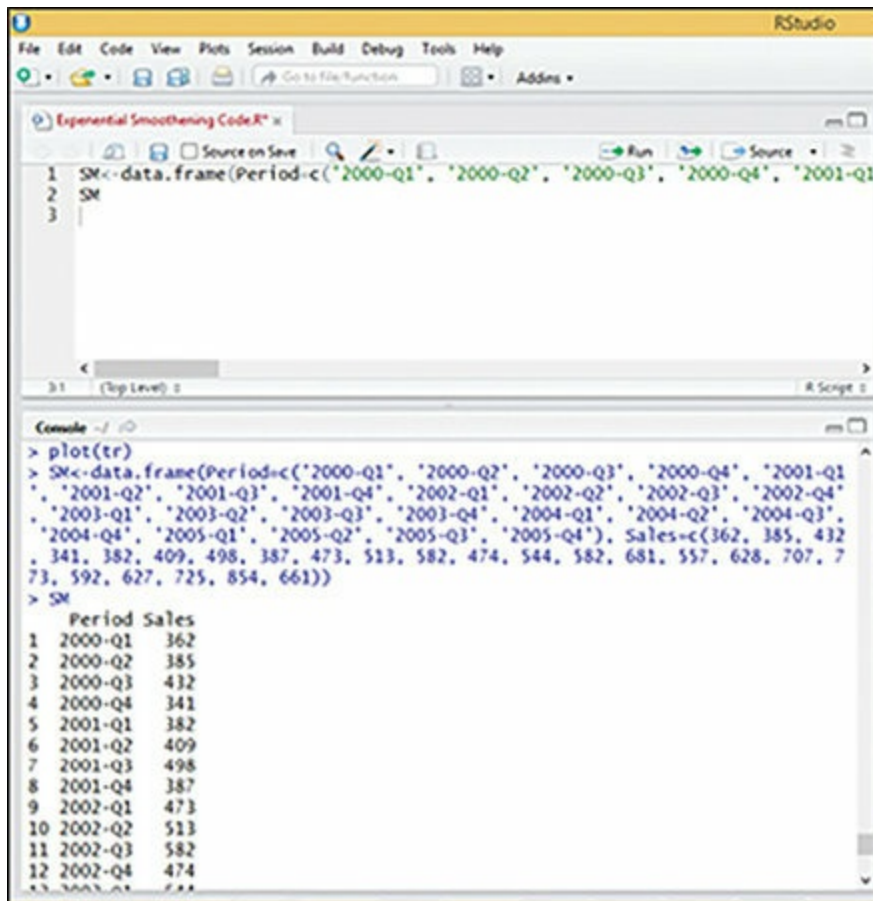 RStudio
File Edit Code View Plots Session Build Debug Tools Help
Go to file/function Addins
Experential Smoothening Code.R*
Source on Save Run Source
1 SM<-data.frame(Period=c("2000-Q1", "2000-Q2", "2000-Q3", "2000-Q4", "2001-Q1
2 SM
3
3:1 (Top Level) R Script
Console ~/
> plot(tr)
> SM<-data.frame(Period=c("2000-Q1", "2000-Q2", "2000-Q3", "2000-Q4", "2001-Q1
", "2001-Q2", "2001-Q3", "2001-Q4", "2002-Q1", "2002-Q2", "2002-Q3", "2002-Q4"
, "2003-Q1", "2003-Q2", "2003-Q3", "2003-Q4", "2004-Q1", "2004-Q2", "2004-Q3",
"2004-Q4", "2005-Q1", "2005-Q2", "2005-Q3", "2005-Q4"), Sales=c(362, 385, 432
, 341, 382, 409, 498, 387, 473, 513, 582, 474, 544, 582, 681, 557, 628, 707, 7
73, 592, 627, 725, 854, 661))
> SM
Period Sales
1 2000-Q1 362
2 2000-Q2 385
3 2000-Q3 432
4 2000-Q4 341
5 2001-Q1 382
6 2001-Q2 409
7 2001-Q3 498
8 2001-Q4 387
9 2002-Q1 473
10 2002-Q2 513
11 2002-Q3 582
12 2002-Q4 474